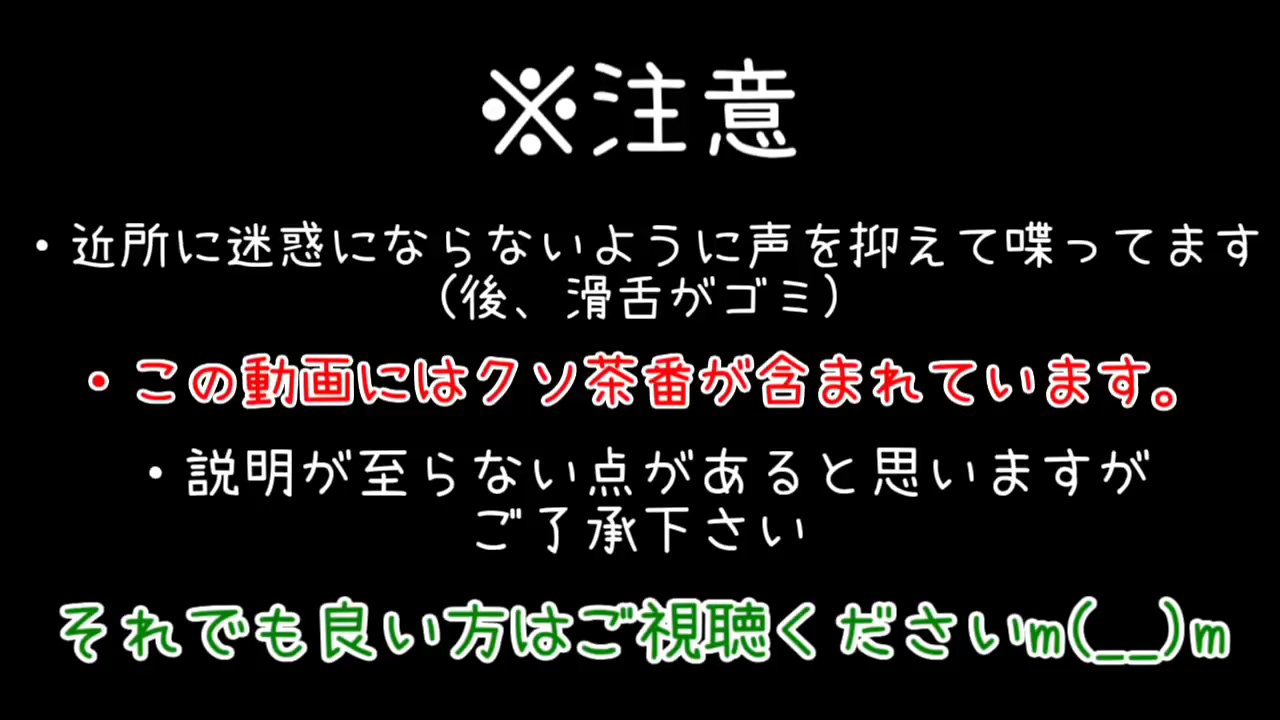 ※注意
・近所に迷惑にならないように声を抑えて喋ってます
（後、滑舌がゴミ）
・この動画にはクソ茶番が含まれています。
・説明が至らない点があると思いますが
ご了承下さい
それでも良い方はご視聴くださいm(__)m